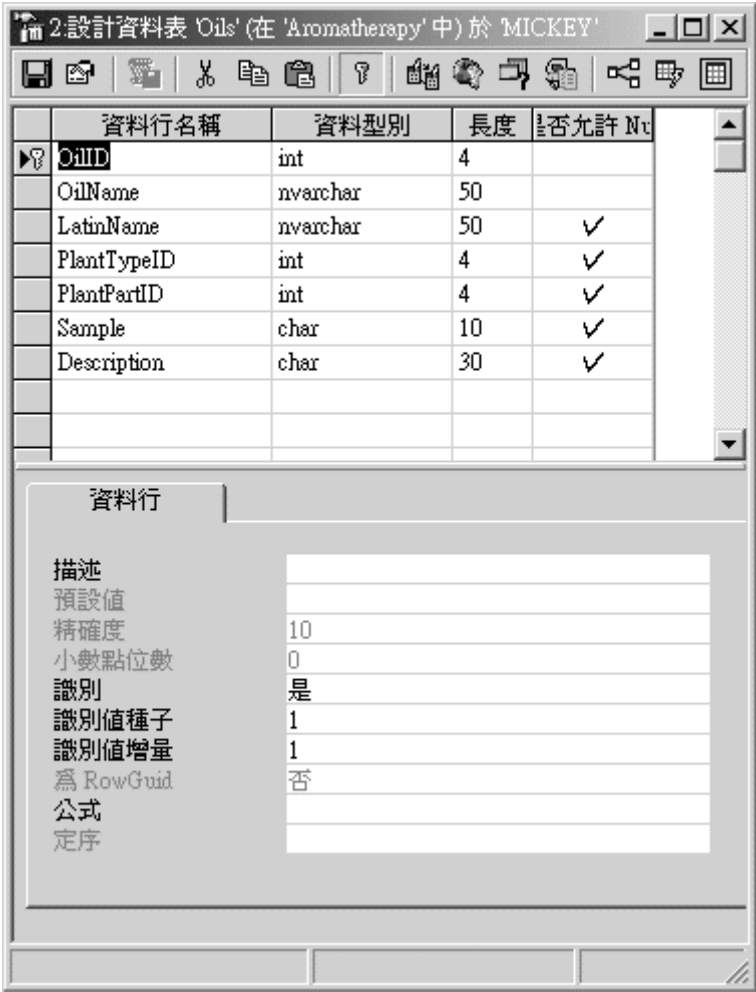 2:設計資料表 'Oils' (在 'Aromatherapy' 中) 於 'MICKEY'
資料行名稱 資料型別 長度 是否允許 Nu
OilID int 4
OilName nvarchar 50
LatinName nvarchar 50
PlantTypeID int 4
PlantPartID int 4
Sample char 10
Description char 30
資料行
描述
預設值
精確度 10
小數點位數 0
識別 是
識別值種子 1
識別值增量 1
為 RowGuid 否
公式
定序